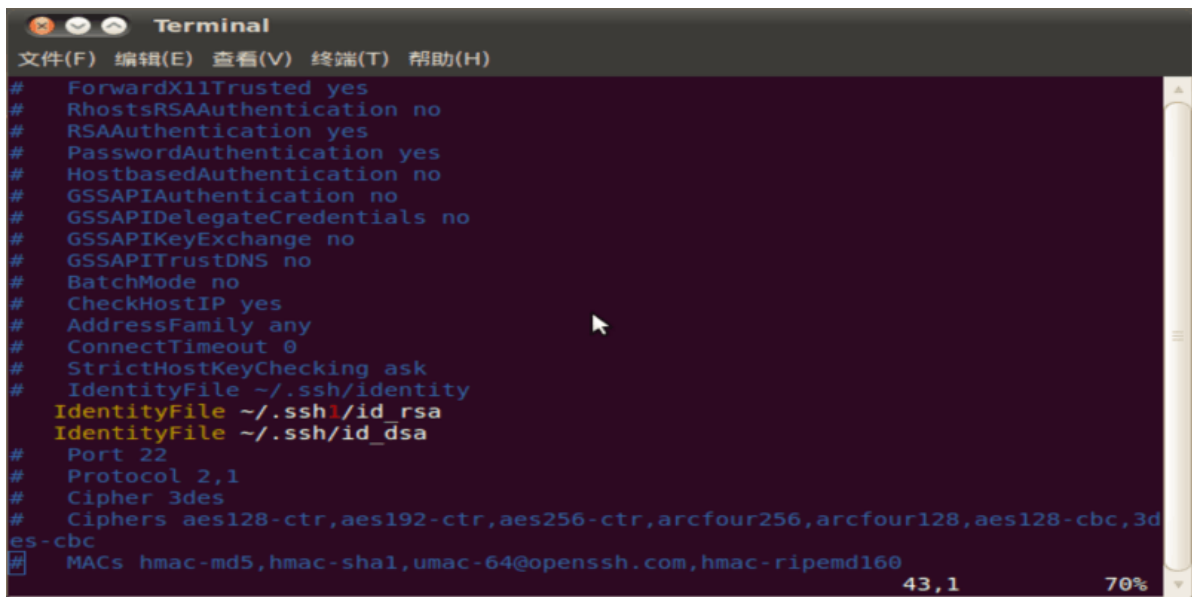 Terminal
文件(F) 编辑(E) 查看(V) 终端(T) 帮助(H)
#   ForwardX11Trusted yes
#   RhostsRSAAuthentication no
#   RSAAuthentication yes
#   PasswordAuthentication yes
#   HostbasedAuthentication no
#   GSSAPIAuthentication no
#   GSSAPIDelegateCredentials no
#   GSSAPIKeyExchange no
#   GSSAPITrustDNS no
#   BatchMode no
#   CheckHostIP yes
#   AddressFamily any
#   ConnectTimeout 0
#   StrictHostKeyChecking ask
#   IdentityFile ~/.ssh/identity
   IdentityFile ~/.ssh1/id_rsa
   IdentityFile ~/.ssh/id_dsa
#   Port 22
#   Protocol 2,1
#   Cipher 3des
#   Ciphers aes128-ctr,aes192-ctr,aes256-ctr,arcfour256,arcfour128,aes128-cbc,3d
es-cbc
#   MACs hmac-md5,hmac-sha1,umac-64@openssh.com,hmac-ripemd160
43,1 70%